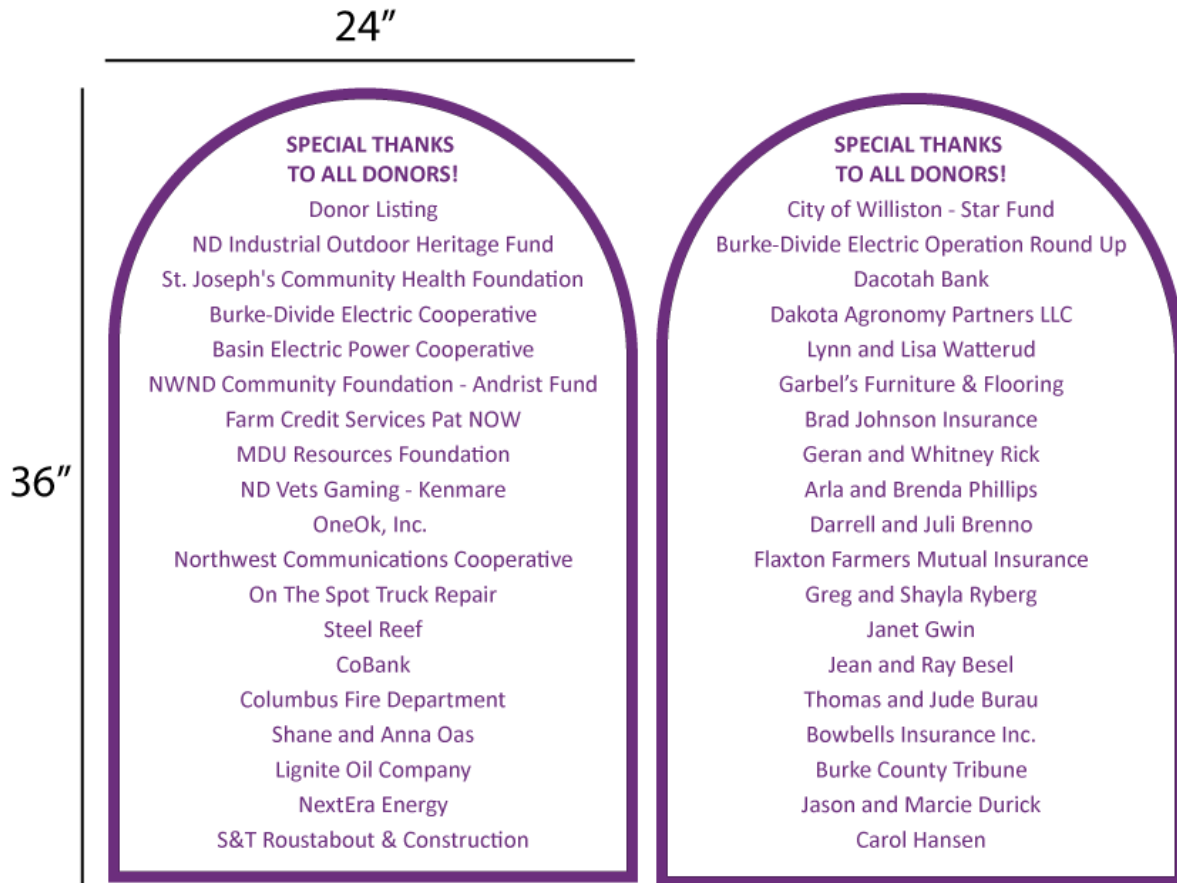 24”
36”
SPECIAL THANKS
TO ALL DONORS!
Donor Listing
ND Industrial Outdoor Heritage Fund
St. Joseph's Community Health Foundation
Burke-Divide Electric Cooperative
Basin Electric Power Cooperative
NWND Community Foundation - Andrist Fund
Farm Credit Services Pat NOW
MDU Resources Foundation
ND Vets Gaming - Kenmare
OneOk, Inc.
Northwest Communications Cooperative
On The Spot Truck Repair
Steel Reef
CoBank
Columbus Fire Department
Shane and Anna Oas
Lignite Oil Company
NextEra Energy
S&T Roustabout & Construction
SPECIAL THANKS
TO ALL DONORS!
City of Williston - Star Fund
Burke-Divide Electric Operation Round Up
Dacotah Bank
Dakota Agronomy Partners LLC
Lynn and Lisa Watterud
Garbel’s Furniture & Flooring
Brad Johnson Insurance
Geran and Whitney Rick
Arla and Brenda Phillips
Darrell and Juli Brenno
Flaxton Farmers Mutual Insurance
Greg and Shayla Ryberg
Janet Gwin
Jean and Ray Besel
Thomas and Jude Burau
Bowbells Insurance Inc.
Burke County Tribune
Jason and Marcie Durick
Carol Hansen